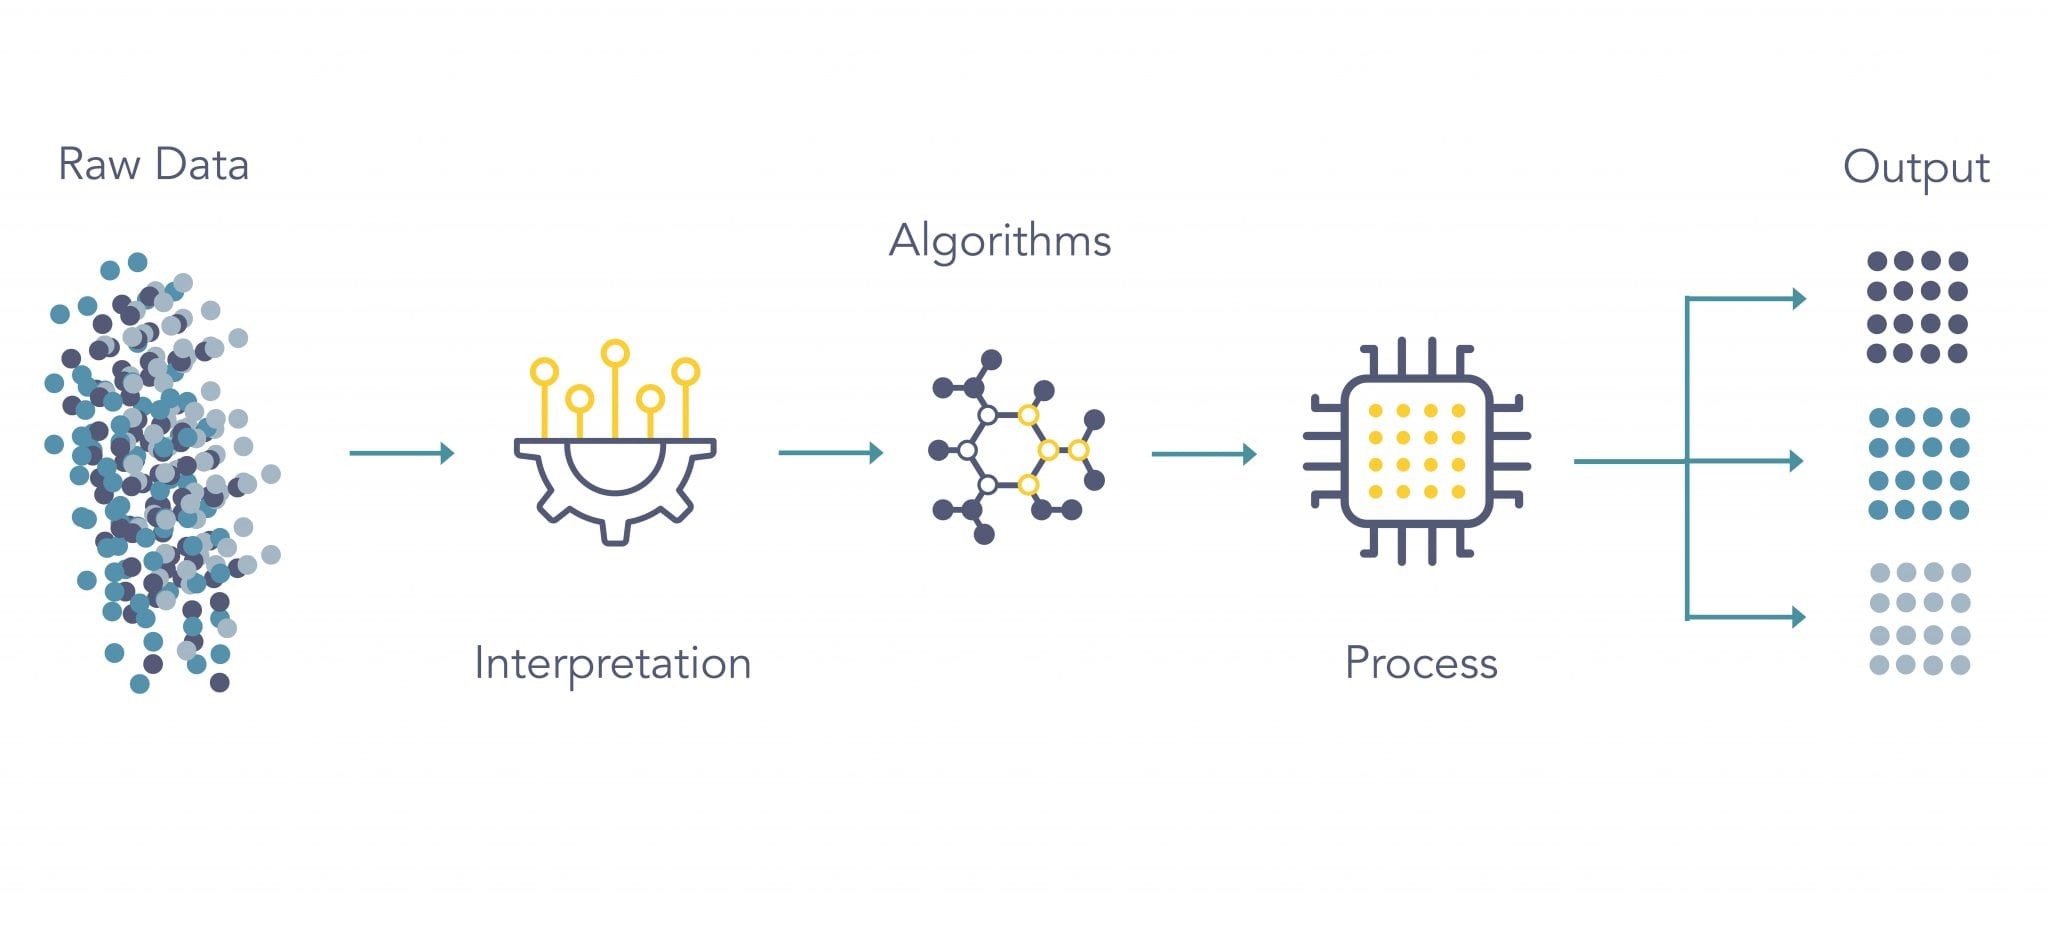 Raw Data
Interpretation
Algorithms
Process
Output